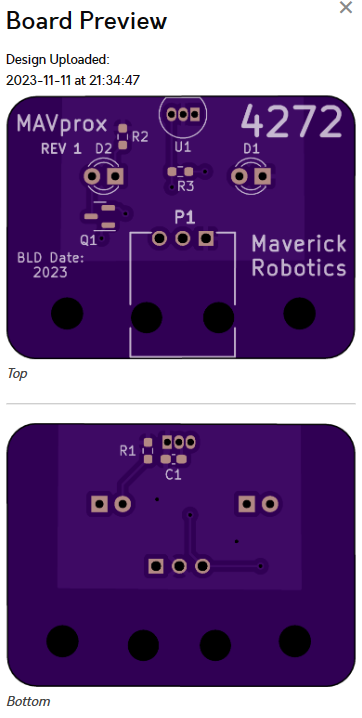 Board Preview
Design Uploaded:
2023-11-11 at 21:34:47
MAVprox
4272
R2
REV 1
D2
U1
D1
R3
P1
Q1
Maverick
Robotics
BLD Date:
2023
Top
R1
C1
Bottom